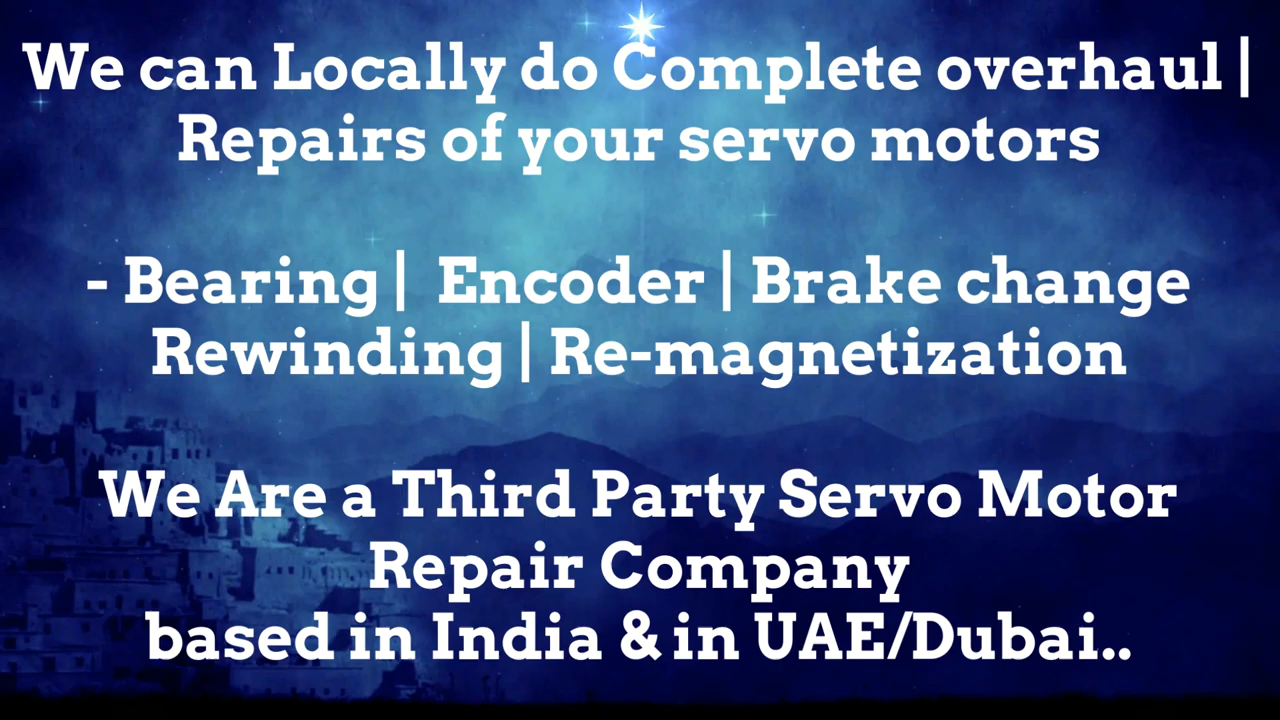 We can Locally do Complete overhaul |
Repairs of your servo motors
- Bearing | Encoder | Brake change
Rewinding | Re-magnetization
We Are a Third Party Servo Motor
Repair Company
based in India & in UAE/Dubai..